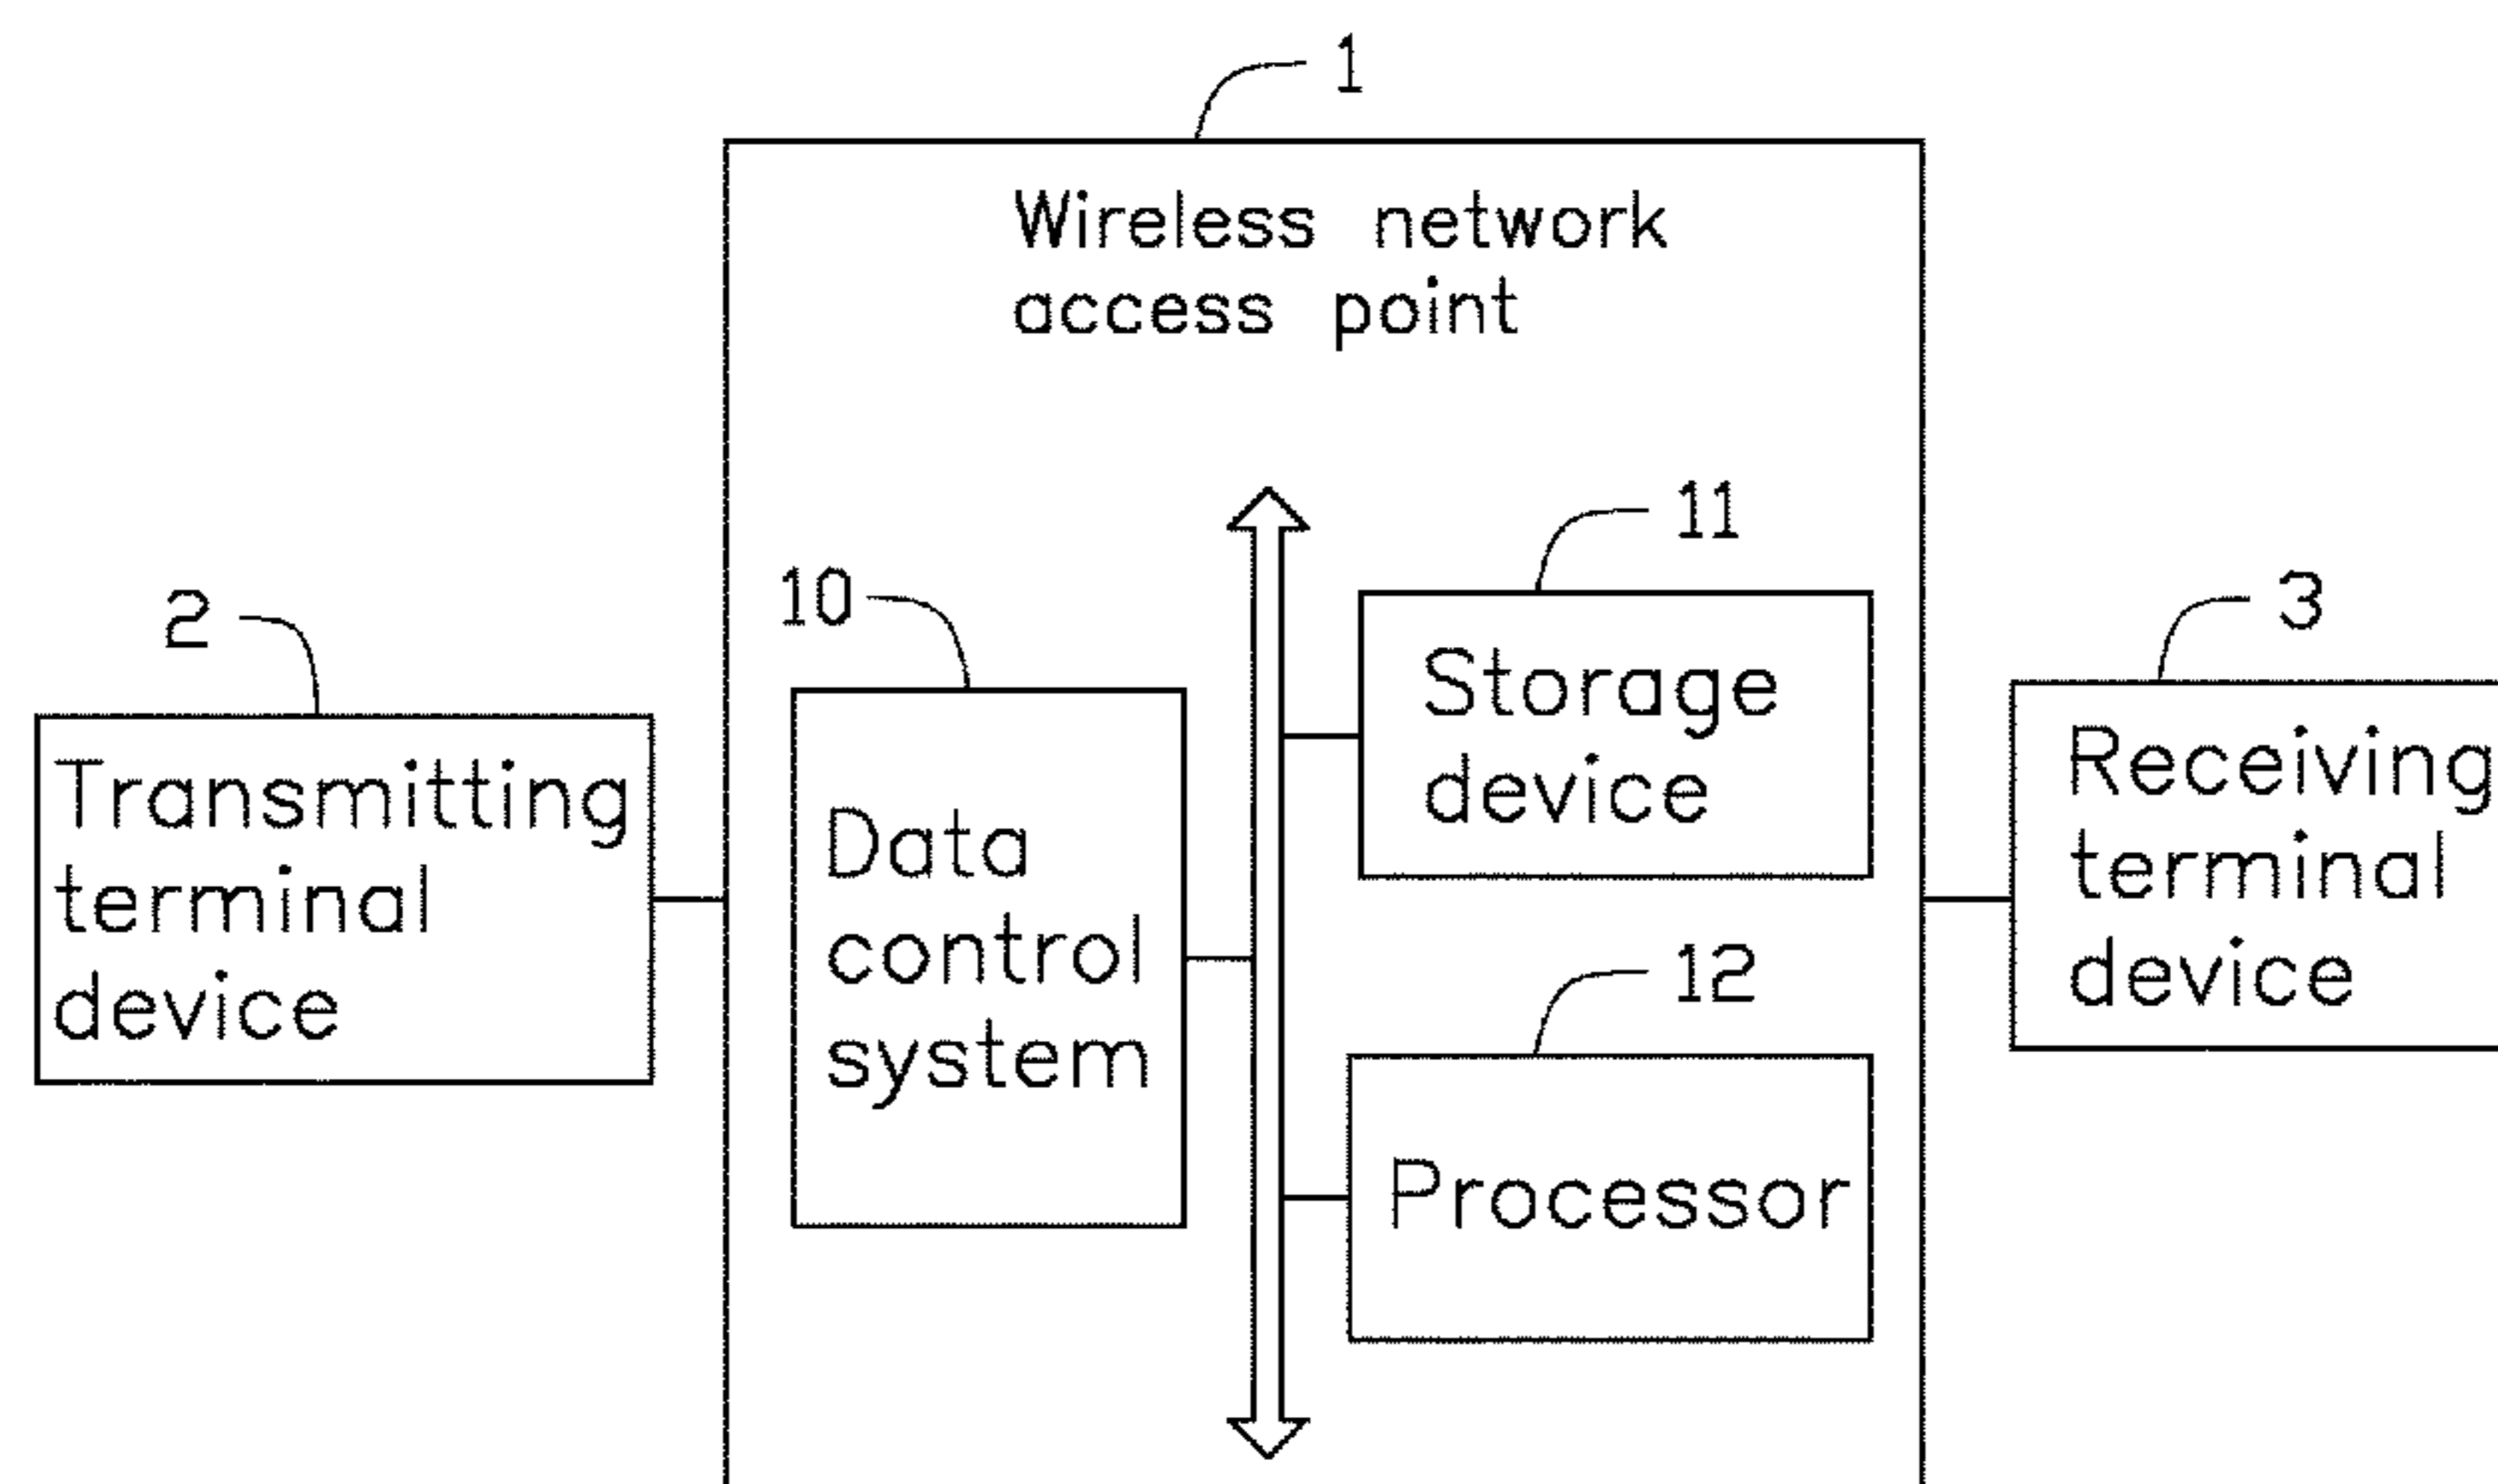 1
Wireless network
access point
2
Transmitting
terminal
device
10
Data
control
system
11
Storage
device
12
Processor
3
Receiving
terminal
device